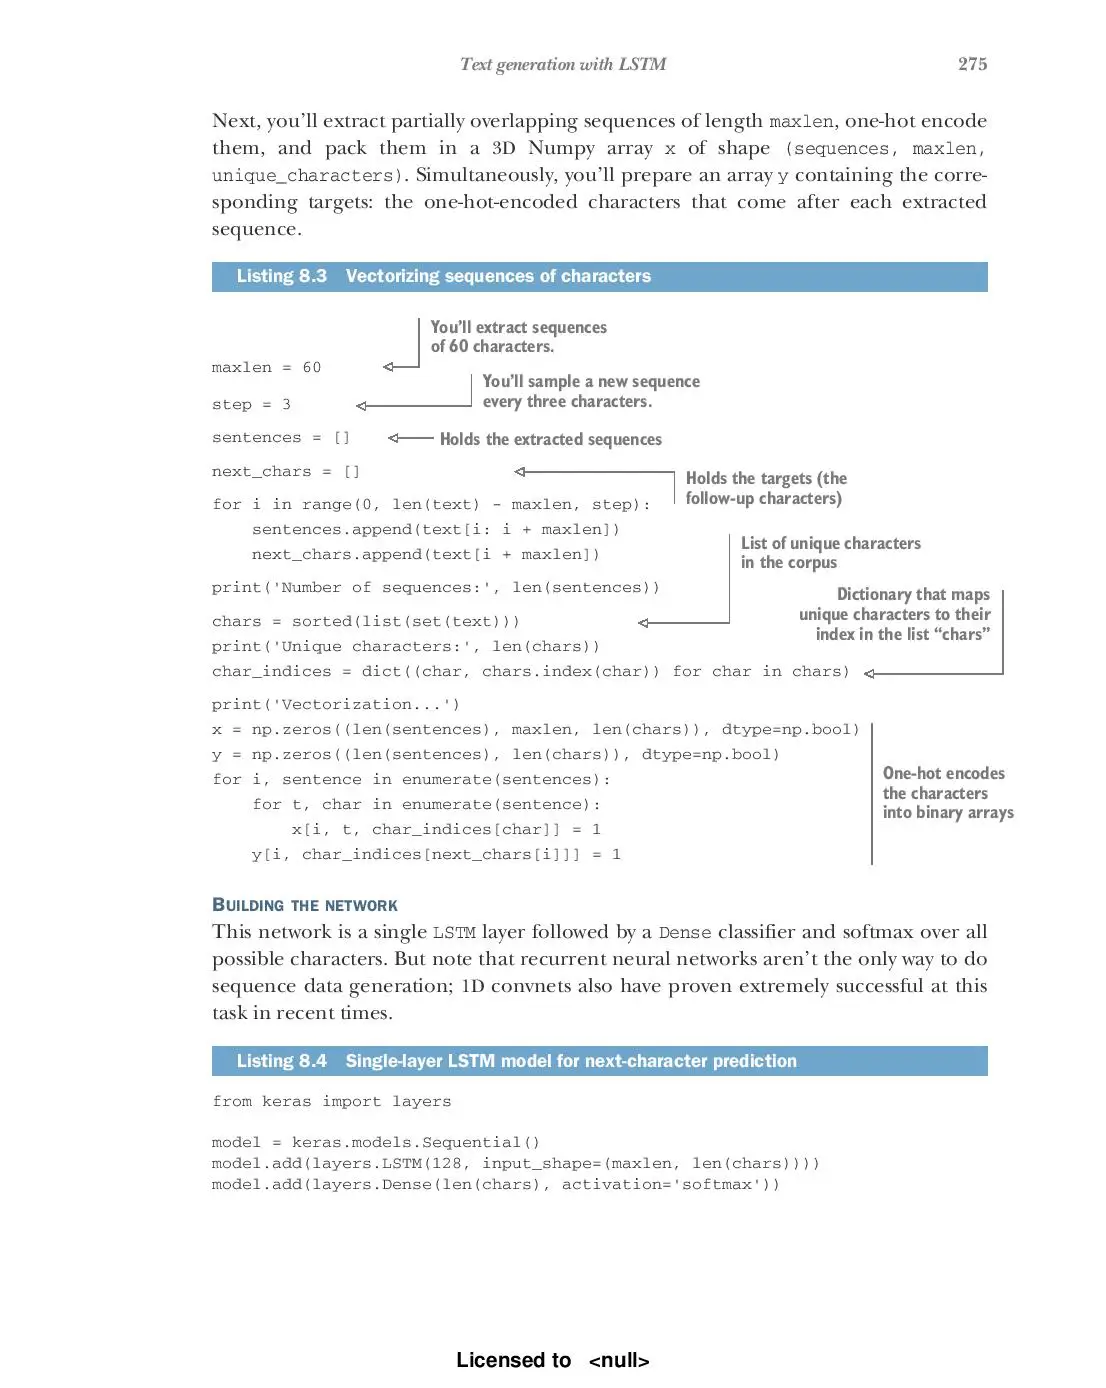 Text generation with LSTM 275
Next, you'll extract partially overlapping sequences of length maxlen, one-hot encode
them, and pack them in a 3D Numpy array x of shape (sequences, maxlen,
unique_characters). Simultaneously, you'll prepare an array y containing the corre-
sponding targets: the one-hot-encoded characters that come after each extracted
sequence.
Listing 8.3 Vectorizing sequences of characters
You'll extract sequences
of 60 characters.
maxlen = 60
You'll sample a new sequence
every three characters.
step = 3
sentences = []
Holds the extracted sequences
next_chars = []
Holds the targets (the
follow-up characters)
for i in range(0, len(text) - maxlen, step):
    sentences.append(text[i: i + maxlen])
    next_chars.append(text[i + maxlen])
print('Number of sequences:', len(sentences))
List of unique characters
in the corpus
chars = sorted(list(set(text)))
print('Unique characters:', len(chars))
Dictionary that maps
unique characters to their
index in the list “chars”
char_indices = dict((char, chars.index(char)) for char in chars)
print('Vectorization...')
x = np.zeros((len(sentences), maxlen, len(chars)), dtype=np.bool)
y = np.zeros((len(sentences), len(chars)), dtype=np.bool)
for i, sentence in enumerate(sentences):
    for t, char in enumerate(sentence):
        x[i, t, char_indices[char]] = 1
    y[i, char_indices[next_chars[i]]] = 1
One-hot encodes
the characters
into binary arrays
BUILDING THE NETWORK
This network is a single LSTM layer followed by a Dense classifier and softmax over all
possible characters. But note that recurrent neural networks aren't the only way to do
sequence data generation; 1D convnets also have proven extremely successful at this
task in recent times.
Listing 8.4 Single-layer LSTM model for next-character prediction
from keras import layers
model = keras.models.Sequential()
model.add(layers.LSTM(128, input_shape=(maxlen, len(chars))))
model.add(layers.Dense(len(chars), activation='softmax'))
Licensed to <null>